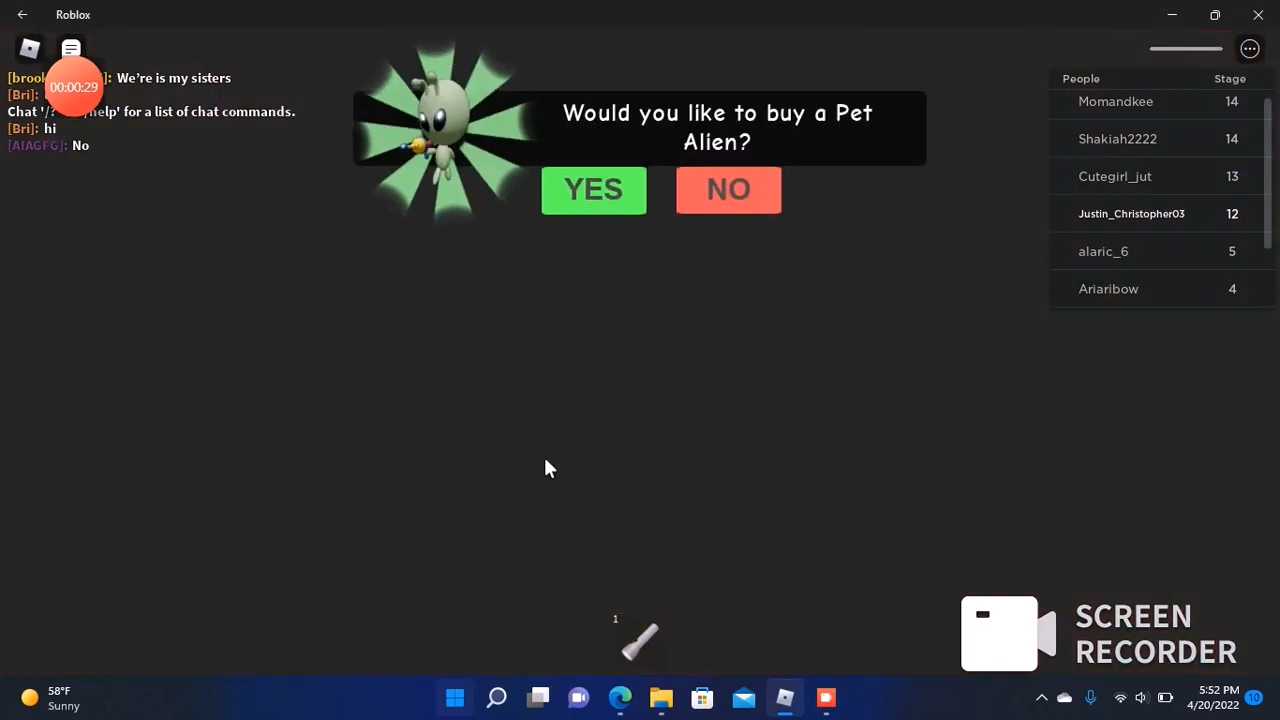 Roblox
[broo ]: We're is my sisters
00:00:29
[Bri]:
Chat '/? help' for a list of chat commands.
[Bri]: hi
[AIAGFG]: No
Would you like to buy a Pet
Alien?
YES NO
People Stage
Momandkee 14
Shakiah2222 14
Cutegirl_jut 13
Justin_Christopher03 12
alaric_6 5
Ariaribow 4
1
SCREEN
RECORDER
58°F
Sunny
5:52 PM
4/20/2022
10